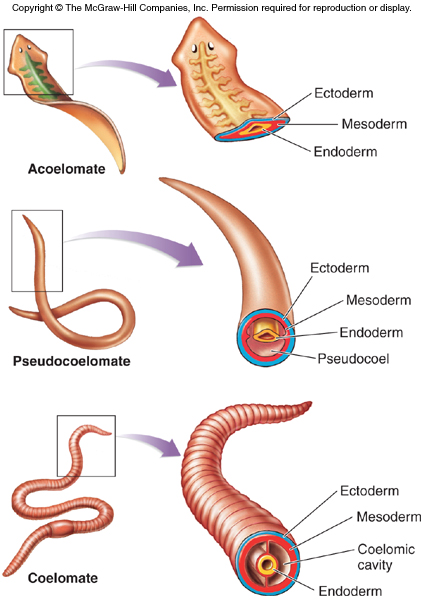 Copyright © The McGraw-Hill Companies, Inc. Permission required for reproduction or display.
Ectoderm
Mesoderm
Endoderm
Acoelomate
Ectoderm
Mesoderm
Endoderm
Pseudocoel
Pseudocoelomate
Ectoderm
Mesoderm
Coelomic
cavity
Endoderm
Coelomate